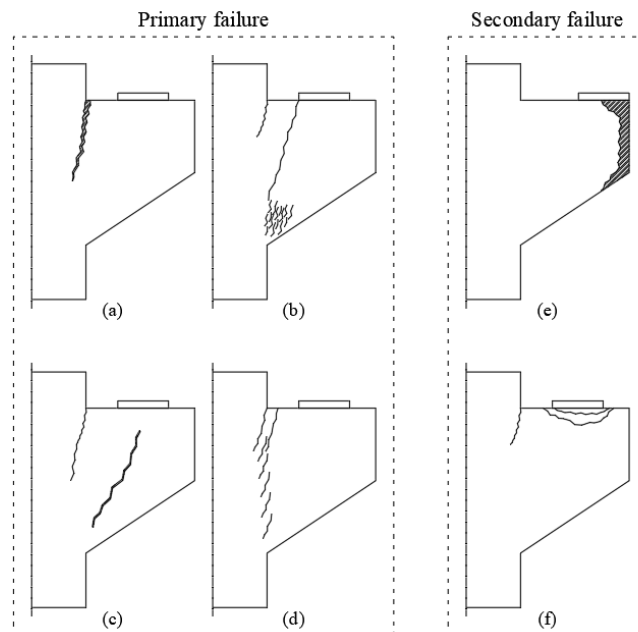 Primary failure
Secondary failure
(a)
(b)
(e)
(c)
(d)
(f)